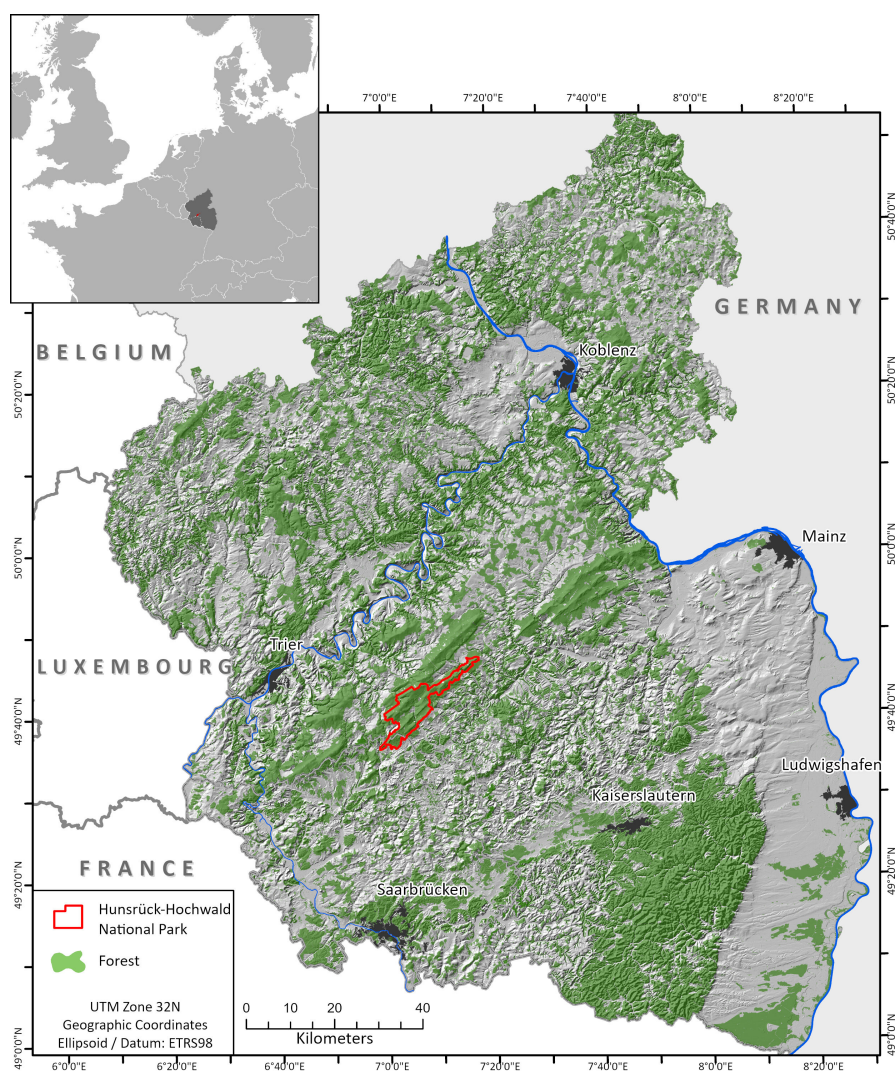 7°0'0"E
7°20'0"E
7°40'0"E
8°0'0"E
8°20'0"E
50°40'0"N
GERMANY
BELGIUM
Koblenz
50°20'0"N
50°20'0"N
Mainz
50°0'0"N
50°0'0"N
Trier
LUXEMBOURG
49°40'0"N
49°40'0"N
Ludwigshafen
Kaiserslautern
FRANCE
49°20'0"N
49°20'0"N
Saarbrücken
Hunsrück-Hochwald
National Park
Forest
UTM Zone 32N
Geographic Coordinates
Ellipsoid / Datum: ETRS98
0 10 20 40
Kilometers
49°0'0"N
49°0'0"N
6°0'0"E
6°20'0"E
6°40'0"E
7°0'0"E
7°20'0"E
7°40'0"E
8°0'0"E
8°20'0"E